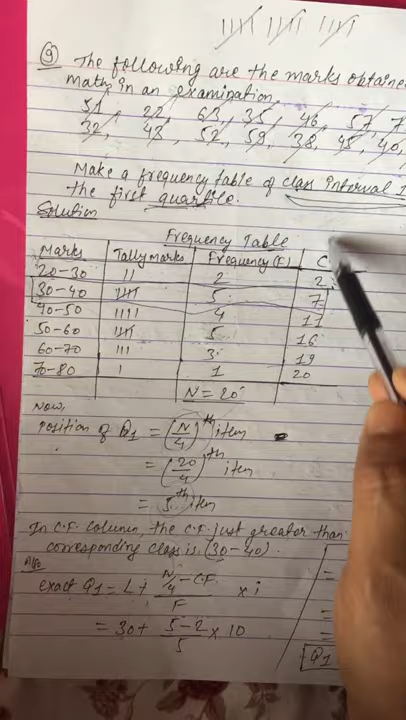 9 The following are the marks obtained
math in an examination.
51, 22, 63, 35, 46, 57, 7
32, 43, 52, 59, 38, 45, 40,
Make a frequency table of class interval 1
the first quartile.
Solution
Frequency Table
Marks Tally marks Frequency (F) C
20-30 || 2 2
30-40 5 7
40-50 |||| 4 11
50-60 5 16
60-70 ||| 3 19
70-80 | 1 20
N = 20
Now,
Position of Q1 = (N/4)th item
= (20/4)th item
= 5th item
In C.F. column, the C.F. just greater than
corresponding class is (30-40).
exact Q1 = L + (N/4 - C.F.)/F × i
= 30 + (5-2)/5 × 10
=
=
=
Q1